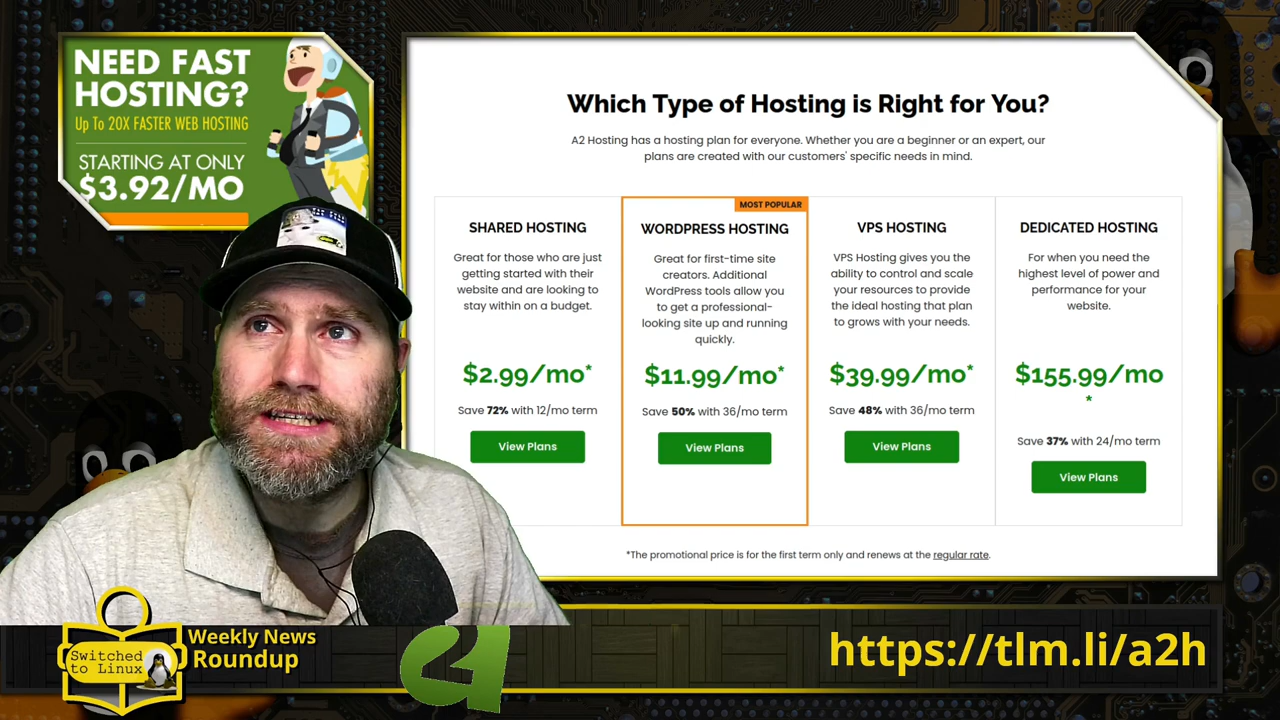 NEED FAST
HOSTING?
Up To 20X FASTER WEB HOSTING
STARTING AT ONLY
$3.92/MO
Which Type of Hosting is Right for You?
A2 Hosting has a hosting plan for everyone. Whether you are a beginner or an expert, our
plans are created with our customers' specific needs in mind.
SHARED HOSTING
Great for those who are just
getting started with their
website and are looking to
stay within on a budget.
$2.99/mo*
Save 72% with 12/mo term
View Plans
MOST POPULAR
WORDPRESS HOSTING
Great for first-time site
creators. Additional
WordPress tools allow you
to get a professional-
looking site up and running
quickly.
$11.99/mo*
Save 50% with 36/mo term
View Plans
VPS HOSTING
VPS Hosting gives you the
ability to control and scale
your resources to provide
the ideal hosting that plan
to grows with your needs.
$39.99/mo*
Save 48% with 36/mo term
View Plans
DEDICATED HOSTING
For when you need the
highest level of power and
performance for your
website.
$155.99/mo
*
Save 37% with 24/mo term
View Plans
*The promotional price is for the first term only and renews at the regular rate.
Switched
to Linux
Weekly News
Roundup
https://tlm.li/a2h